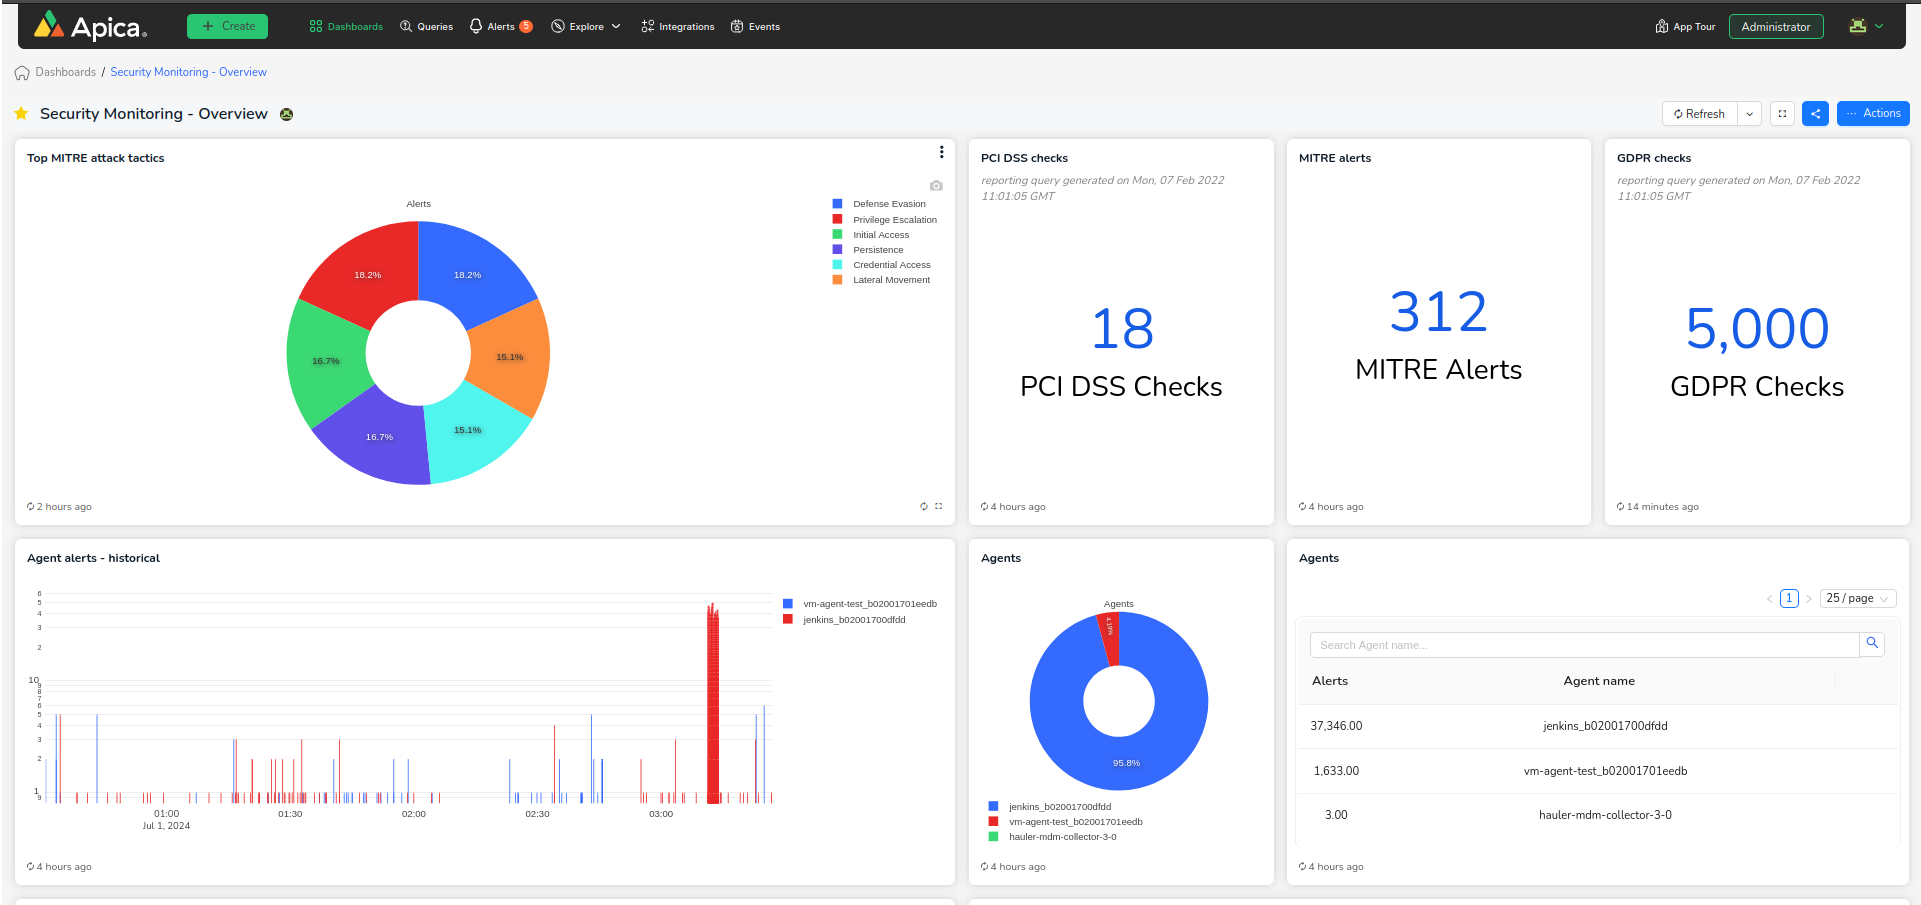 Apica
Create
Dashboards
Queries
Alerts 5
Explore
Integrations
Events
App Tour
Administrator
Dashboards / Security Monitoring - Overview
Security Monitoring - Overview
Refresh
Actions
Top MITRE attack tactics
Alerts
18.2%
18.2%
16.7%
15.1%
16.7%
15.1%
Defense Evasion
Privilege Escalation
Initial Access
Persistence
Credential Access
Lateral Movement
2 hours ago
PCI DSS checks
reporting query generated on Mon, 07 Feb 2022
11:01:05 GMT
18
PCI DSS Checks
4 hours ago
MITRE alerts
312
MITRE Alerts
4 hours ago
GDPR checks
reporting query generated on Mon, 07 Feb 2022
11:01:05 GMT
5,000
GDPR Checks
14 minutes ago
Agent alerts - historical
6
5
4
3
2
10
9
8
7
6
5
4
3
2
1
9
01:00
Jul 1, 2024
01:30
02:00
02:30
03:00
vm-agent-test_b02001701eedb
jenkins_b02001700dfdd
4 hours ago
Agents
Agents
4.19%
95.8%
jenkins_b02001700dfdd
vm-agent-test_b02001701eedb
hauler-mdm-collector-3-0
4 hours ago
Agents
< 1 > 25 / page
Search Agent name...
Alerts Agent name
37,346.00 jenkins_b02001700dfdd
1,633.00 vm-agent-test_b02001701eedb
3.00 hauler-mdm-collector-3-0
4 hours ago